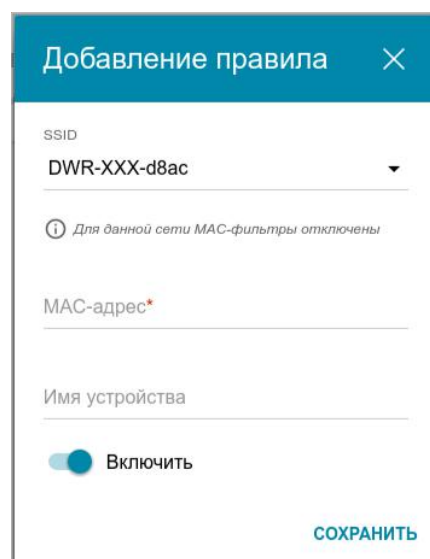 Добавление правила
SSID
DWR-XXX-d8ac
Для данной сети MAC-фильтры отключены
MAC-адрес*
Имя устройства
Включить
СОХРАНИТЬ